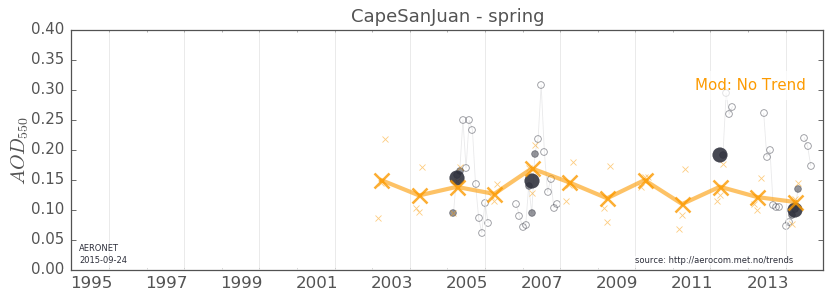 CapeSanJuan - spring
0.40
0.35
0.30
0.25
0.20
0.15
0.10
0.05
0.00
AOD550
Mod: No Trend
AERONET
2015-09-24
source: http://aerocom.met.no/trends
1995 1997 1999 2001 2003 2005 2007 2009 2011 2013